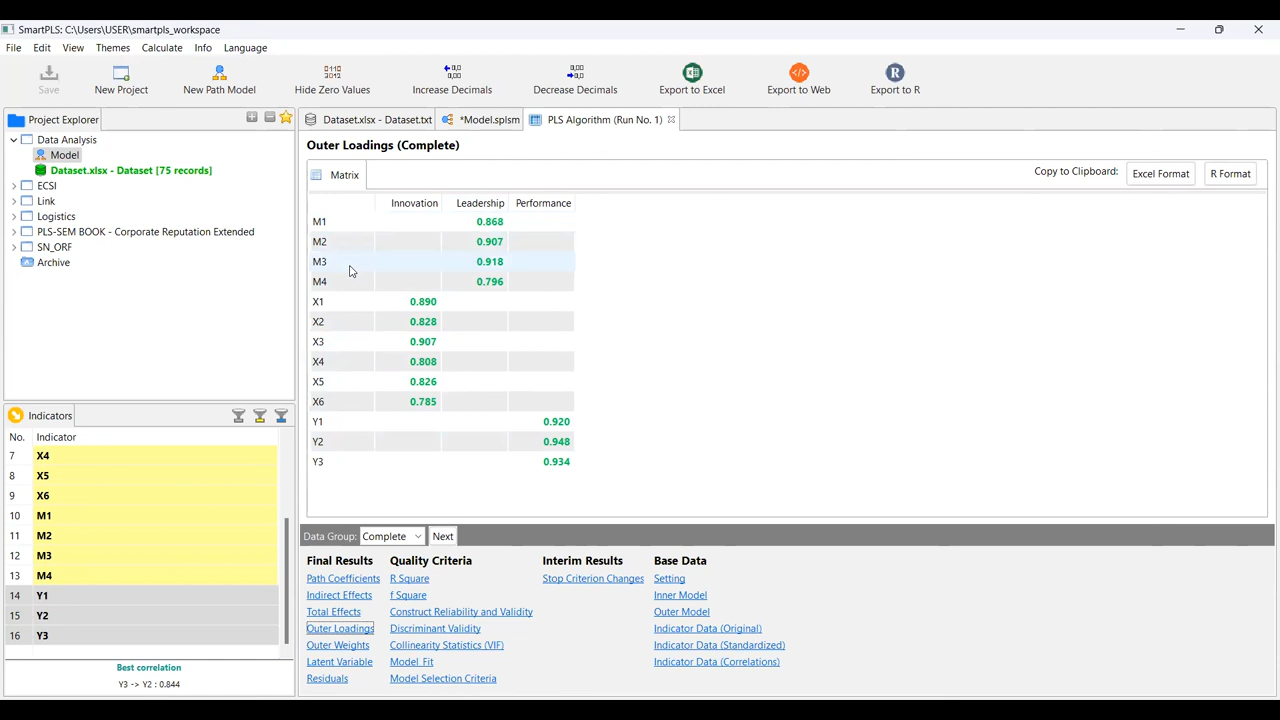 SmartPLS: C:\Users\USER\smartpls_workspace
File Edit View Themes Calculate Info Language
Save New Project New Path Model Hide Zero Values Increase Decimals Decrease Decimals Export to Excel Export to Web Export to R
Project Explorer
Data Analysis
Model
Dataset.xlsx - Dataset [75 records]
ECSI
Link
Logistics
PLS-SEM BOOK - Corporate Reputation Extended
SN_ORF
Archive
Indicators
No. Indicator
7 X4
8 X5
9 X6
10 M1
11 M2
12 M3
13 M4
14 Y1
15 Y2
16 Y3
Best correlation
Y3 -> Y2 : 0.844
Dataset.xlsx - Dataset.txt *Model.splsm PLS Algorithm (Run No. 1)
Outer Loadings (Complete)
Matrix Copy to Clipboard: Excel Format R Format
Innovation Leadership Performance
M1 0.868
M2 0.907
M3 0.918
M4 0.796
X1 0.890
X2 0.828
X3 0.907
X4 0.808
X5 0.826
X6 0.785
Y1 0.920
Y2 0.948
Y3 0.934
Data Group: Complete Next
Final Results Quality Criteria Interim Results Base Data
Path Coefficients R Square Stop Criterion Changes Setting
Indirect Effects f Square Inner Model
Total Effects Construct Reliability and Validity Outer Model
Outer Loadings Discriminant Validity Indicator Data (Original)
Outer Weights Collinearity Statistics (VIF) Indicator Data (Standardized)
Latent Variable Model_Fit Indicator Data (Correlations)
Residuals Model Selection Criteria